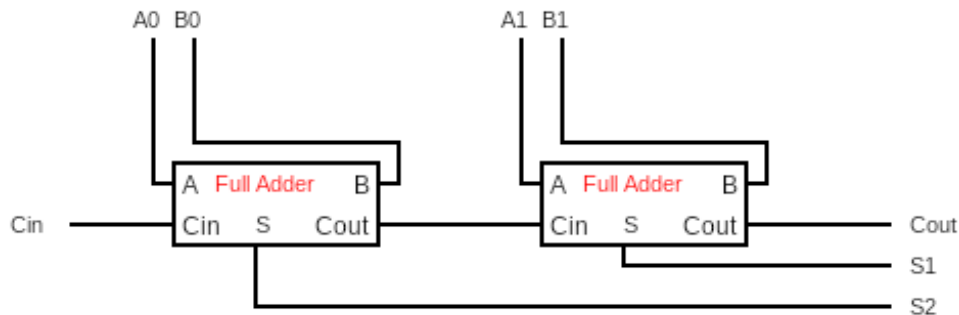 A0 B0 A1 B1
A Full Adder B A Full Adder B
Cin Cin S Cout Cin S Cout Cout
S1
S2